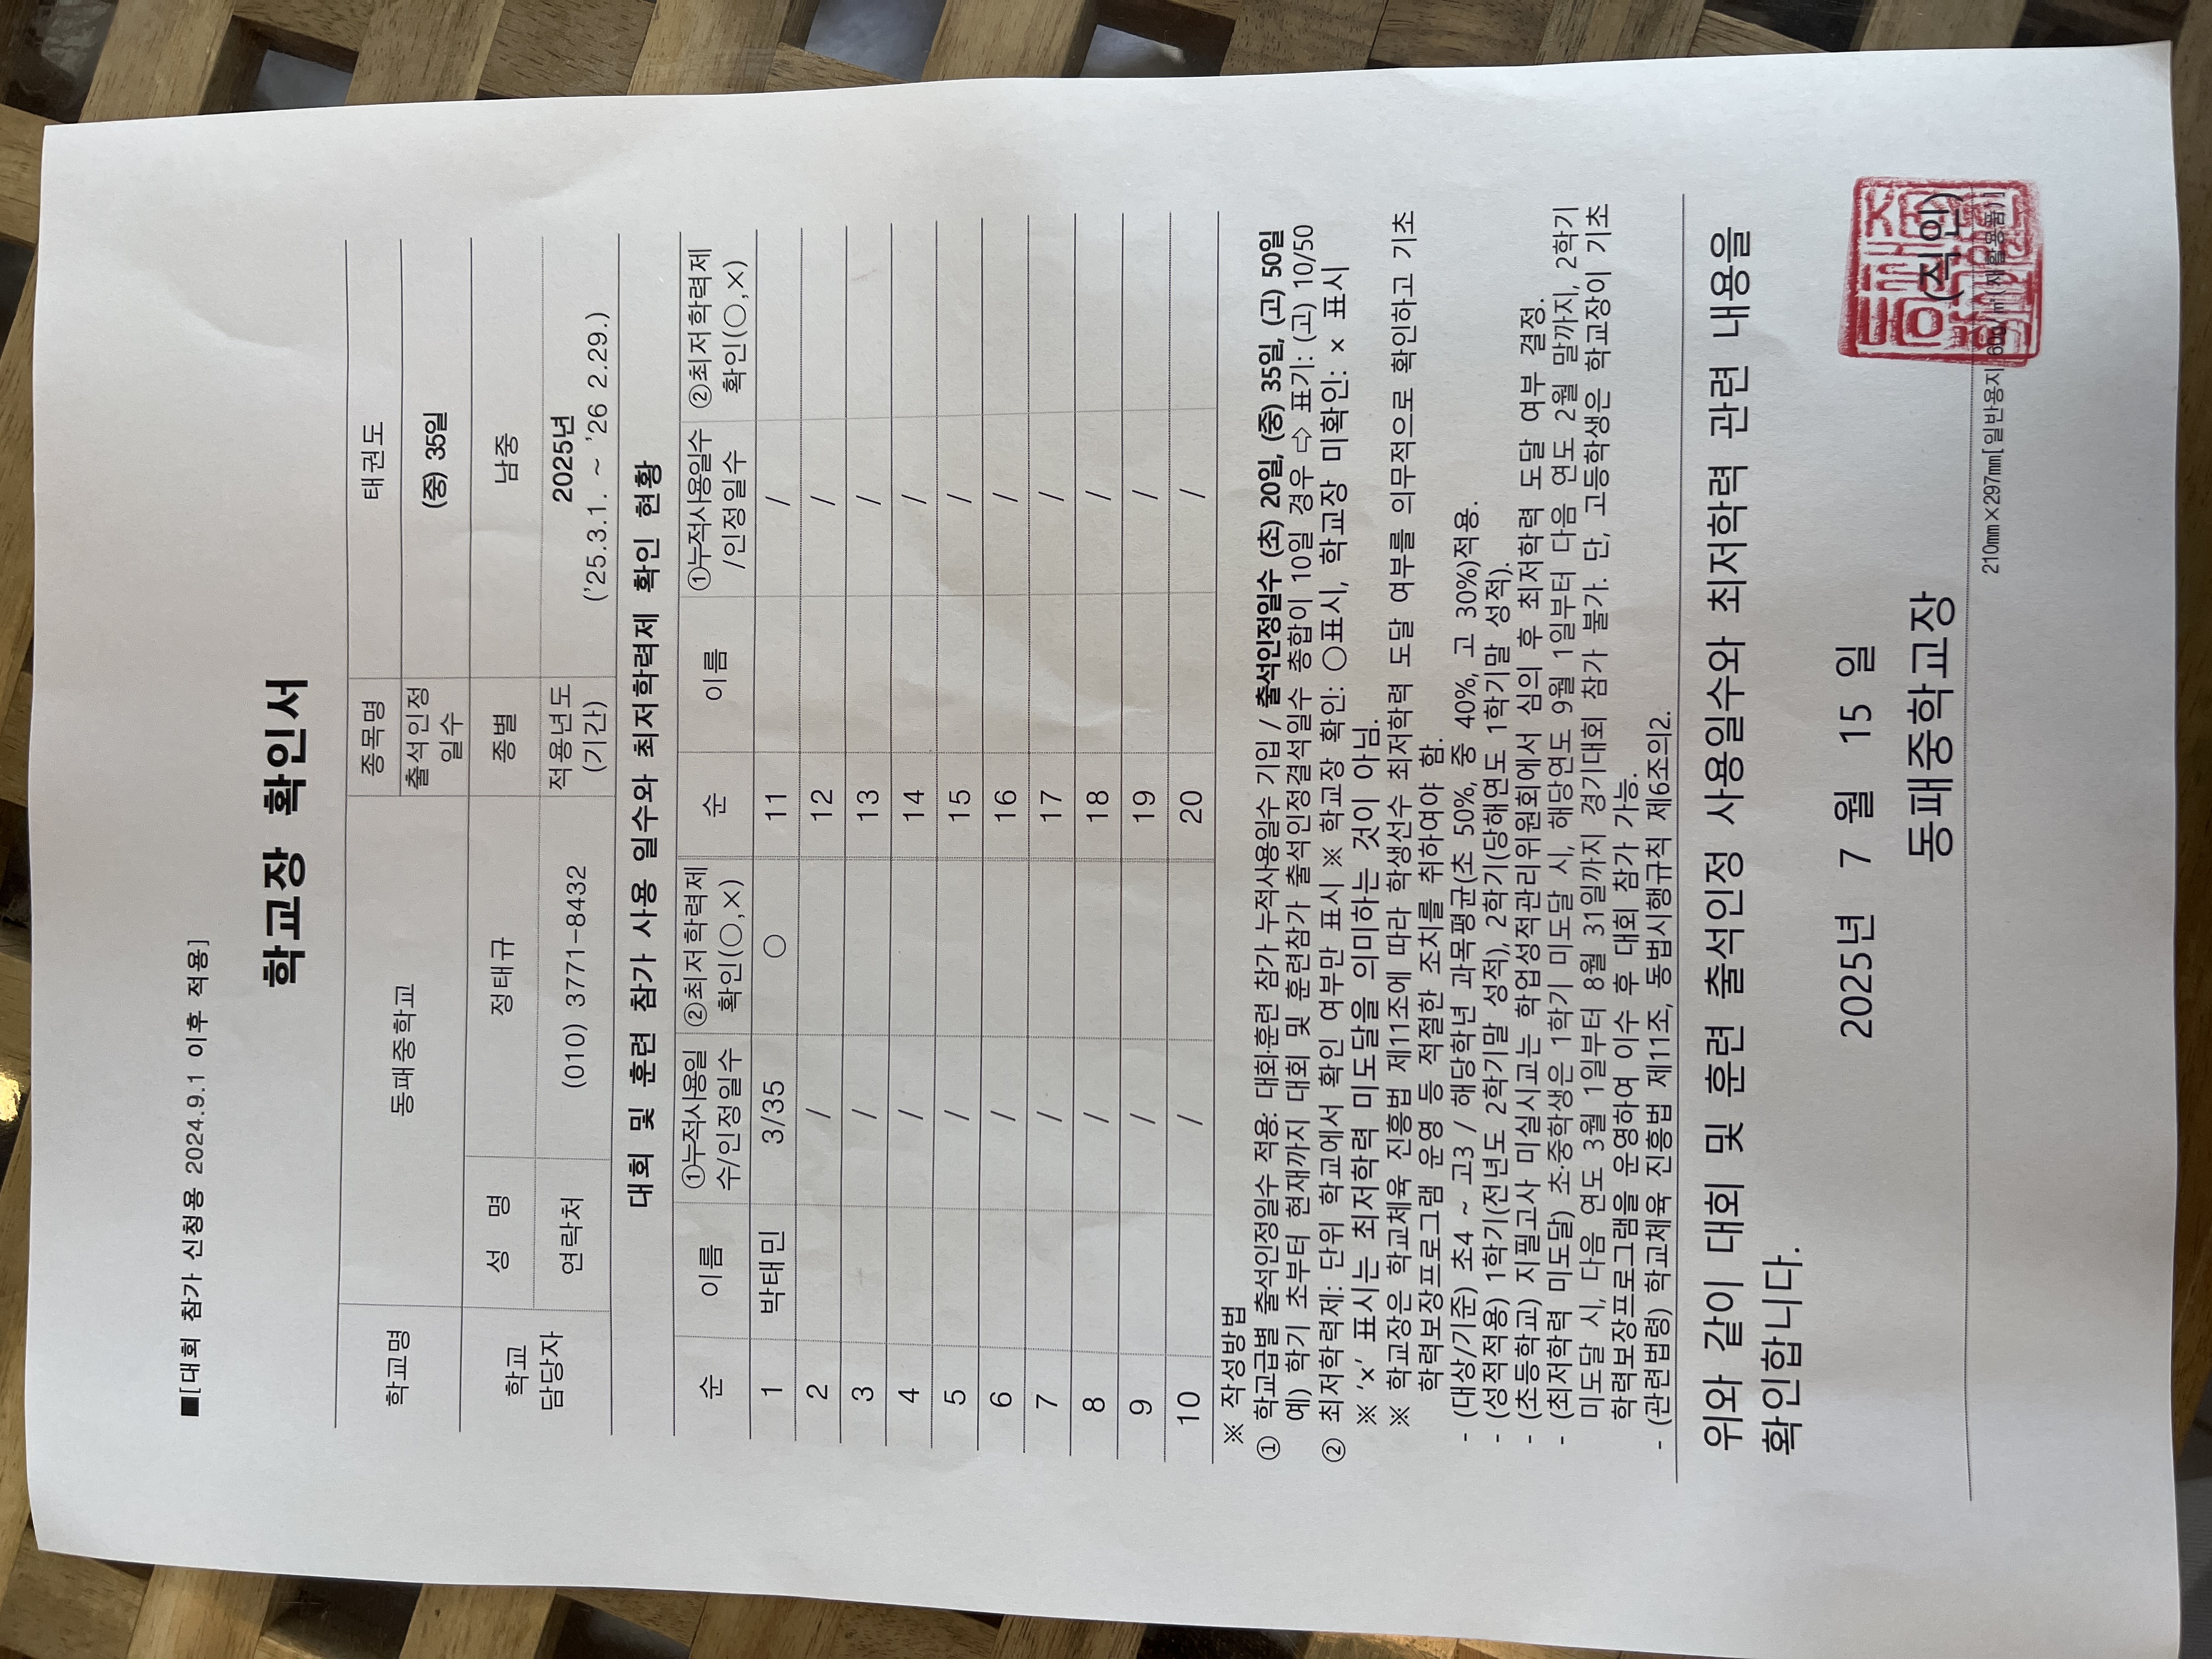 ■[대회 참가 신청용 2024.9.1 이후 적용]
학교장 확인서
학교명 동패중학교 종목명 태권도
출석인정일수 (중) 35일
학교 담당자 성 명 정태규 종별 남중
연락처 (010) 3771-8432 적용년도 (기간) 2025년 ('25.3.1. ~ '26 2.29.)
대회 및 훈련 참가 사용 일수와 최저학력제 확인 현황
순 이름 ①누적사용일수/인정일수 ②최저학력제 확인(○,×) 순 이름 ①누적사용일수/인정일수 ②최저학력제 확인(○,×)
1 박태민 3/35 ○ 11 /
2 / 12 /
3 / 13 /
4 / 14 /
5 / 15 /
6 / 16 /
7 / 17 /
8 / 18 /
9 / 19 /
10 / 20 /
※ 작성방법
① 학교급별 출석인정일수 적용: 대회·훈련 참가 누적사용일수 기입 / 출석인정일수 (초) 20일, (중) 35일, (고) 50일
예) 학기 초부터 현재까지 대회 및 훈련참가 출석인정결석일수 총합이 10일 경우 ⇨ 표기: (고) 10/50
② 최저학력제: 단위 학교에서 확인 여부만 표시 ※ 학교장 확인: ○표시, 학교장 미확인: × 표시
※ '×' 표시는 최저학력 미도달을 의미하는 것이 아님.
※ 학교장은 학교체육 진흥법 제11조에 따라 학생선수 최저학력 도달 여부를 의무적으로 확인하고 기초
학력보장프로그램 운영 등 적절한 조치를 취하여야 함.
- (대상/기준) 초4 ~ 고3 / 해당학년 과목평균(초 50%, 중 40%, 고 30%)적용.
- (성적적용) 1학기(전년도 2학기말 성적), 2학기(당해연도 1학기말 성적).
- (초등학교) 지필고사 미실시교는 학업성적관리위원회에서 심의 후 최저학력 도달 여부 결정.
- (최저학력 미도달) 초·중학생은 1학기 미도달 시, 해당연도 9월 1일부터 다음 연도 2월 말까지, 2학기
미도달 시, 다음 연도 3월 1일부터 8월 31일까지 경기대회 참가 불가. 단, 고등학생은 학교장이 기초
학력보장프로그램을 운영하여 이수 후 대회 참가 가능.
- (관련법령) 학교체육 진흥법 제11조, 동법시행규칙 제6조의2.
위와 같이 대회 및 훈련 출석인정 사용일수와 최저학력 관련 내용을
확인합니다.
2025년 7 월 15 일
동패중학교장 (직인)
210㎜×297㎜[일반용지 60g/㎡(재활용품)]